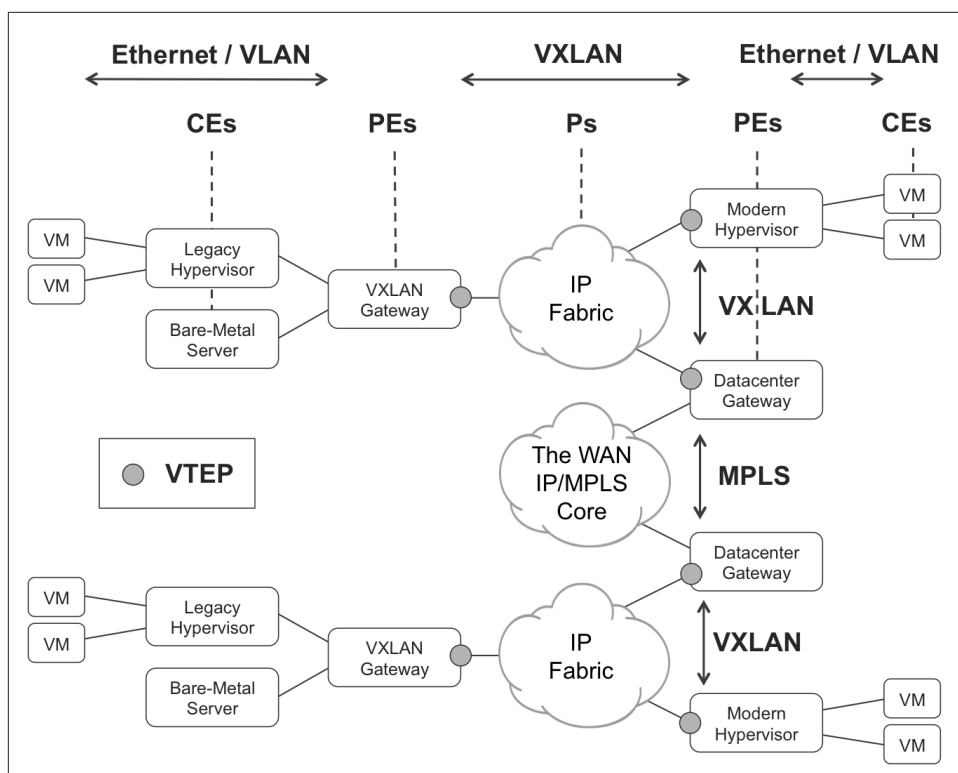 Ethernet / VLAN
VXLAN
Ethernet / VLAN
CEs
PEs
Ps
PEs
CEs
VM
VM
Legacy
Hypervisor
Bare-Metal
Server
VXLAN
Gateway
IP
Fabric
Modern
Hypervisor
VM
VM
VXLAN
Datacenter
Gateway
VTEP
The WAN
IP/MPLS
Core
MPLS
Datacenter
Gateway
VM
VM
Legacy
Hypervisor
Bare-Metal
Server
VXLAN
Gateway
IP
Fabric
VXLAN
Modern
Hypervisor
VM
VM